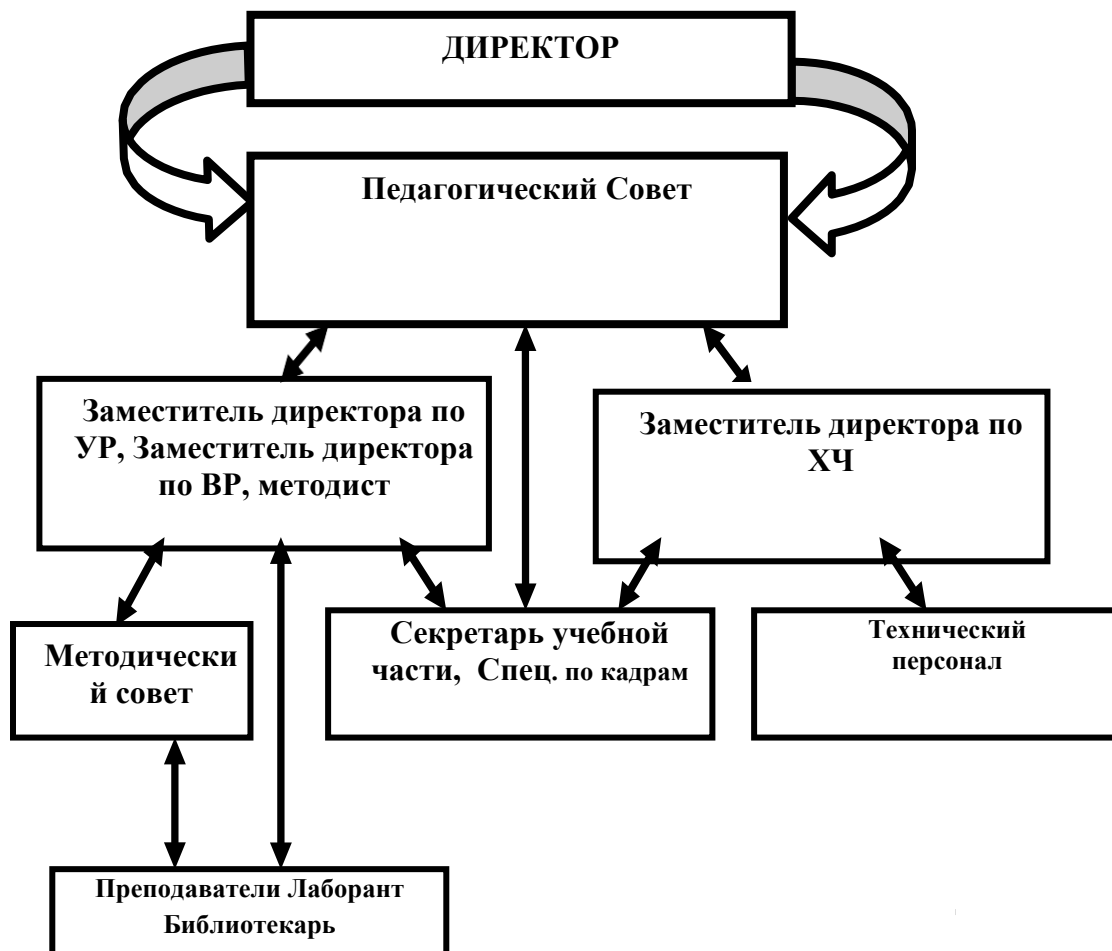 ДИРЕКТОР
Педагогический Совет
Заместитель директора по
УР, Заместитель директора
по ВР, методист
Заместитель директора по
ХЧ
Методически
й совет
Секретарь учебной
части, Спец. по кадрам
Технический
персонал
Преподаватели Лаборант
Библиотекарь